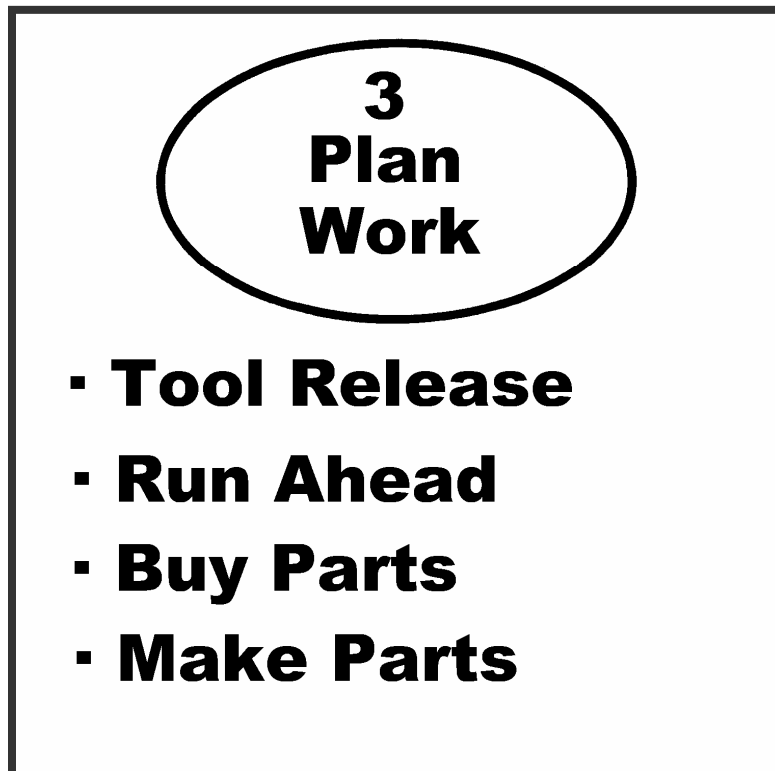 3
Plan
Work
▪ Tool Release
▪ Run Ahead
▪ Buy Parts
▪ Make Parts